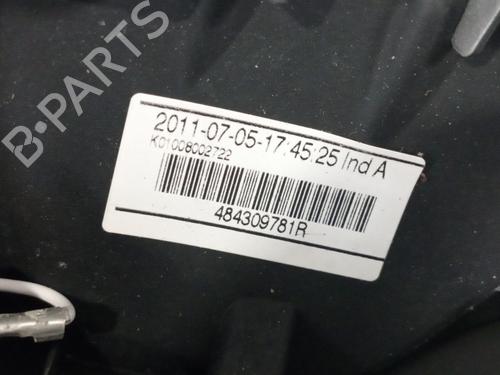 B-PARTS
2011-07-05-17:45:25 Ind A
K01008002722
484309781R